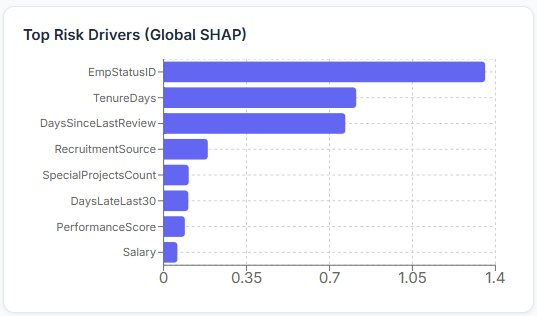 Top Risk Drivers (Global SHAP)
EmpStatusID
TenureDays
DaysSinceLastReview
RecruitmentSource
SpecialProjectsCount
DaysLateLast30
PerformanceScore
Salary
0 0.35 0.7 1.05 1.4